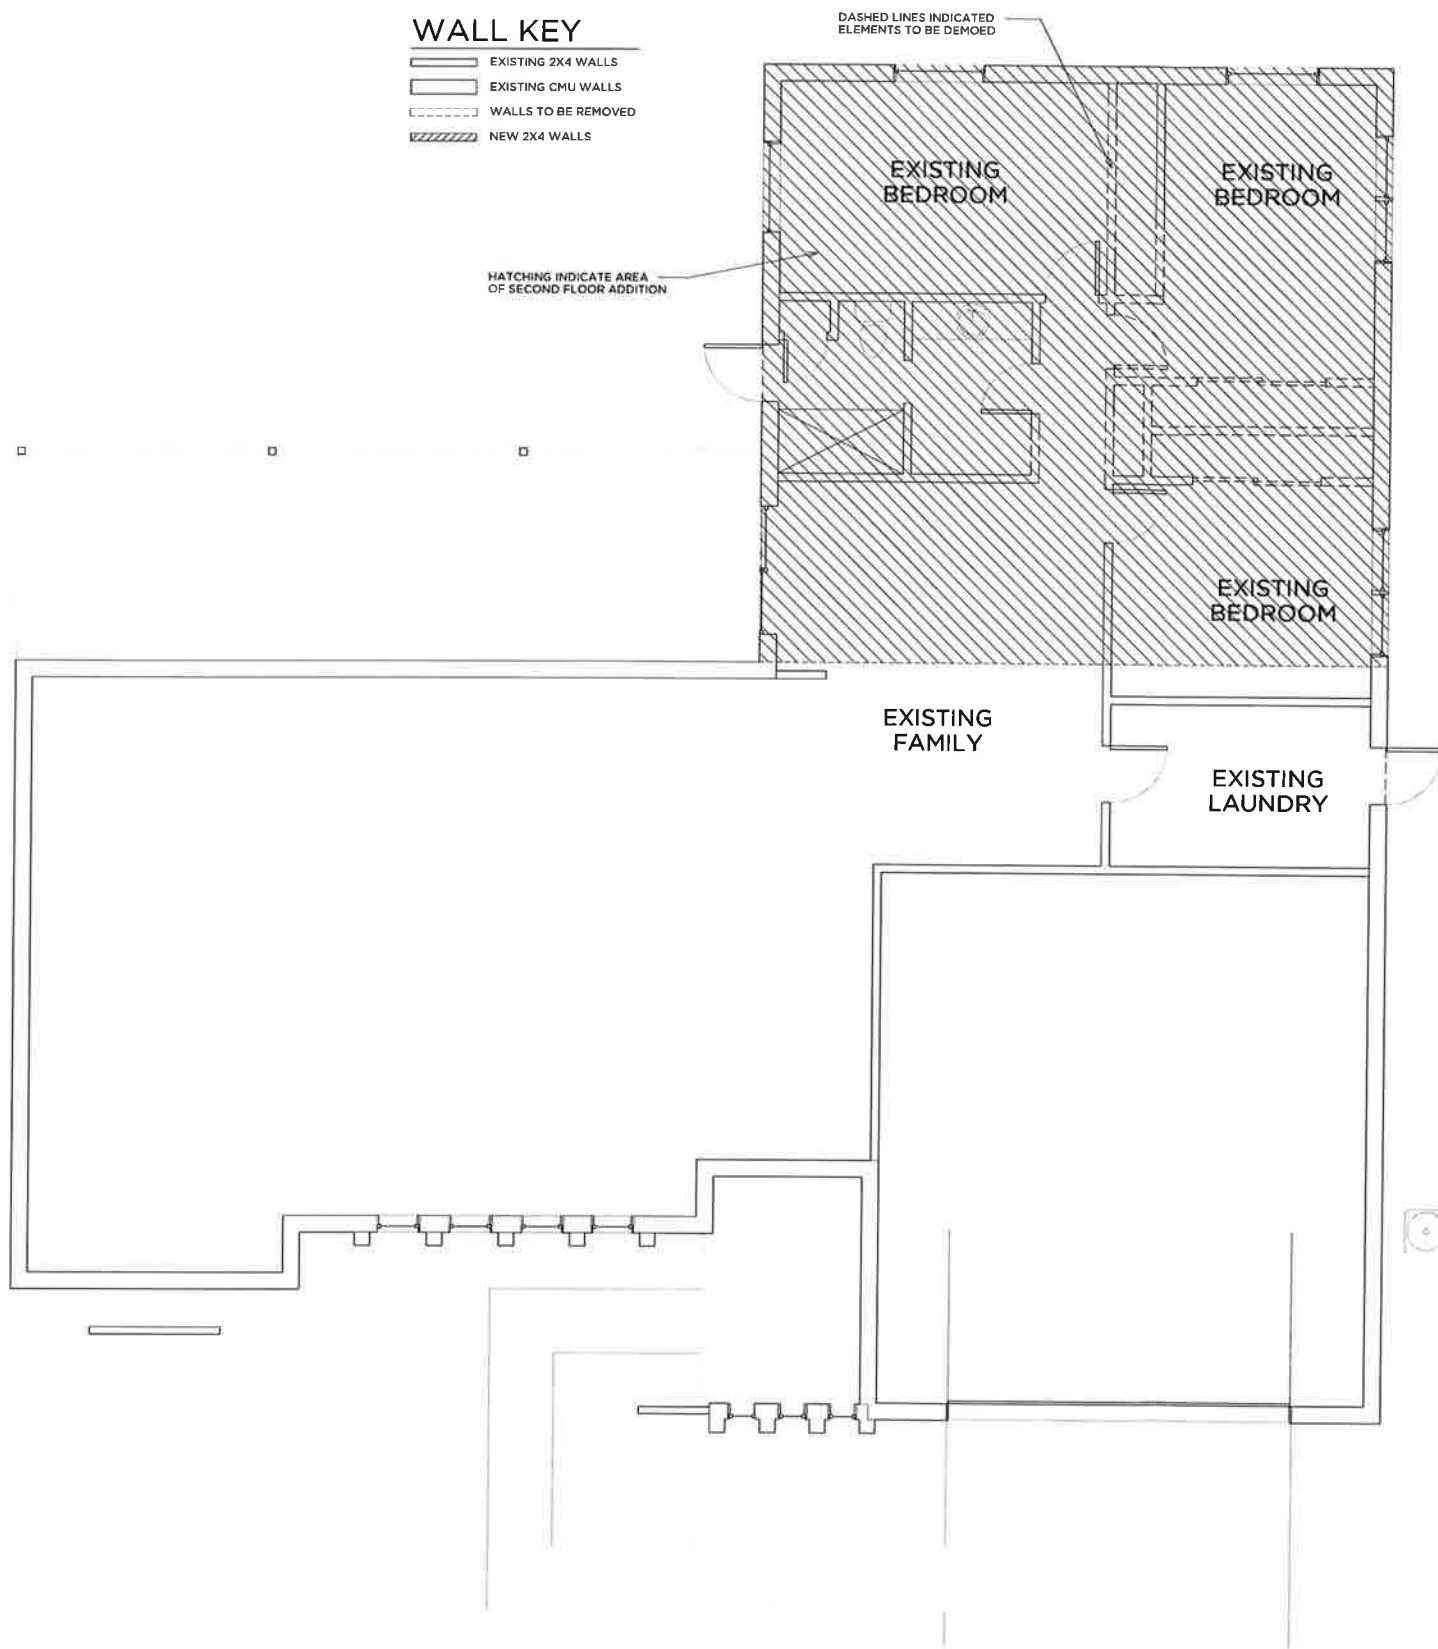 WALL KEY
EXISTING 2X4 WALLS
EXISTING CMU WALLS
WALLS TO BE REMOVED
NEW 2X4 WALLS
DASHED LINES INDICATED
ELEMENTS TO BE DEMOED
EXISTING
BEDROOM
EXISTING
BEDROOM
HATCHING INDICATE AREA
OF SECOND FLOOR ADDITION
EXISTING
BEDROOM
EXISTING
FAMILY
EXISTING
LAUNDRY